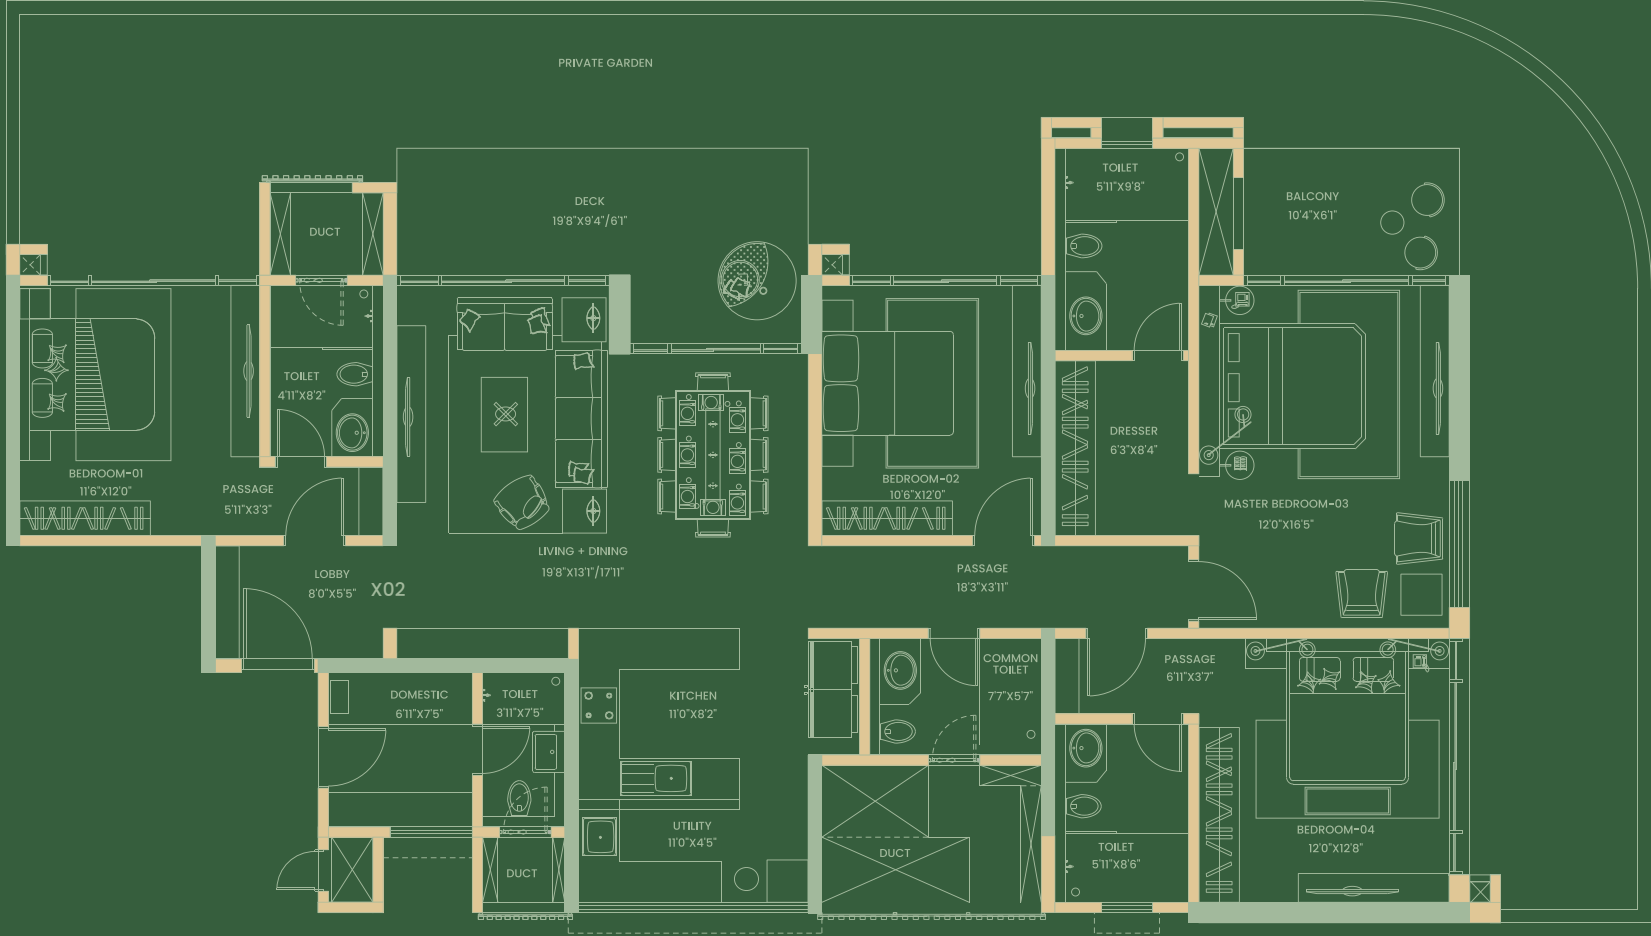 PRIVATE GARDEN
TOILET
5'11"X9'8"
DECK
19'8"X9'4"/6'1"
BALCONY
10'4"X6'1"
DUCT
TOILET
4'11"X8'2"
BEDROOM-01
11'6"X12'0"
PASSAGE
5'11"X3'3"
DRESSER
6'3"X8'4"
BEDROOM-02
10'6"X12'0"
MASTER BEDROOM-03
12'0"X16'5"
LIVING + DINING
19'8"X13'1"/17'11"
LOBBY
8'0"X5'5"
X02
PASSAGE
18'3"X3'11"
COMMON
TOILET
7'7"X5'7"
PASSAGE
6'11"X3'7"
DOMESTIC
6'11"X7'5"
TOILET
3'11"X7'5"
KITCHEN
11'0"X8'2"
UTILITY
11'0"X4'5"
DUCT
DUCT
TOILET
5'11"X8'6"
BEDROOM-04
12'0"X12'8"